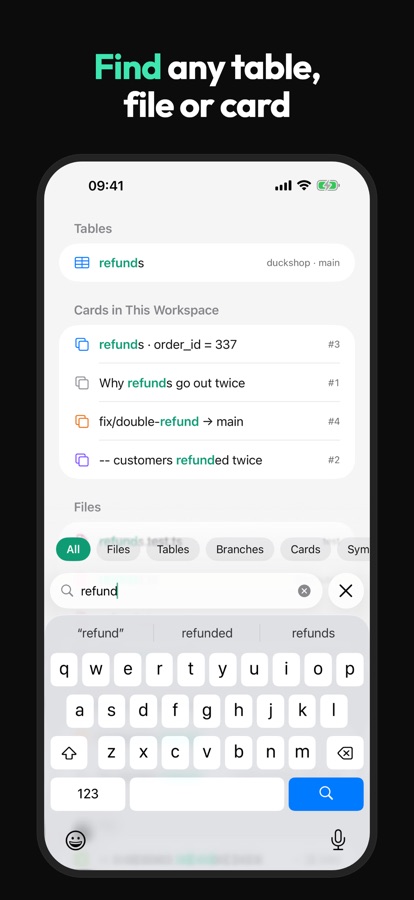 Find any table,
file or card
09:41
Tables
refunds duckshop · main
Cards in This Workspace
refunds · order_id = 337 #3
Why refunds go out twice #1
fix/double-refund → main #4
-- customers refunded twice #2
Files
All Files Tables Branches Cards Sym
refund
“refund” refunded refunds
q w e r t y u i o p
a s d f g h j k l
z x c v b n m
123